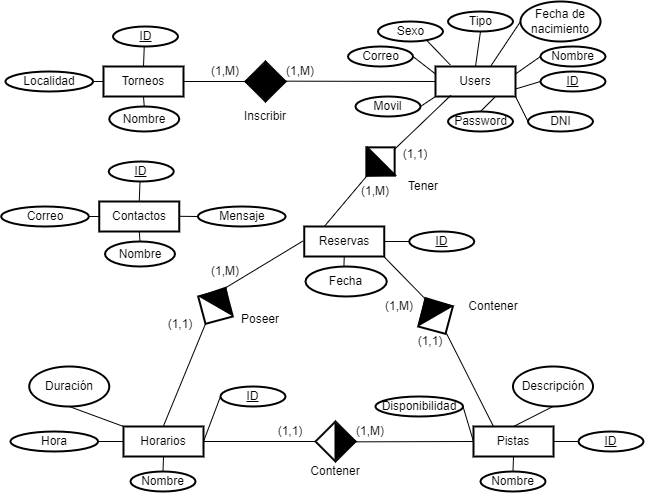 ID
Sexo
Tipo
Fecha de
nacimiento
Correo
Nombre
Localidad
Torneos
(1,M)
(1,M)
Users
ID
Nombre
Inscribir
Movil
Password
DNI
(1,1)
ID
(1,M)
Tener
Correo
Contactos
Mensaje
Nombre
Reservas
ID
(1,M)
Fecha
(1,M)
Contener
(1,1)
Poseer
(1,1)
Duración
ID
Disponibilidad
Descripción
Hora
Horarios
(1,1)
(1,M)
Pistas
ID
Contener
Nombre
Nombre